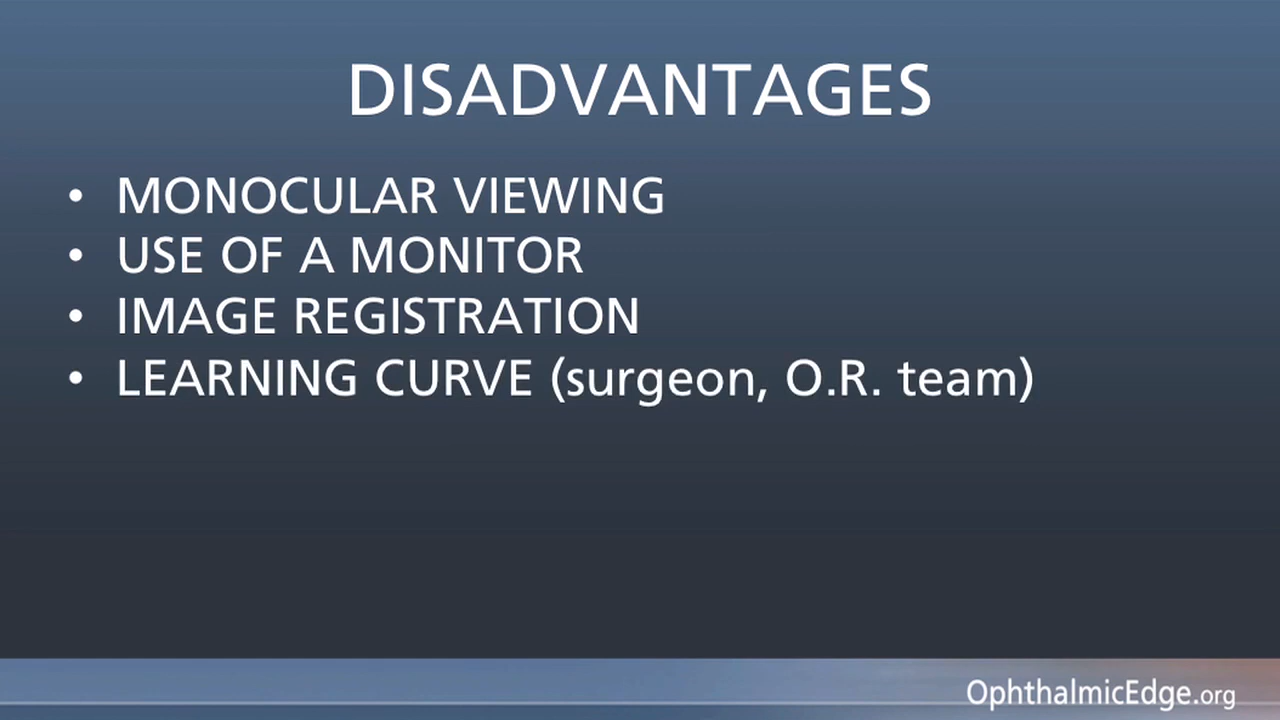 DISADVANTAGES
• MONOCULAR VIEWING
• USE OF A MONITOR
• IMAGE REGISTRATION
• LEARNING CURVE (surgeon, O.R. team)
OphthalmicEdge.org